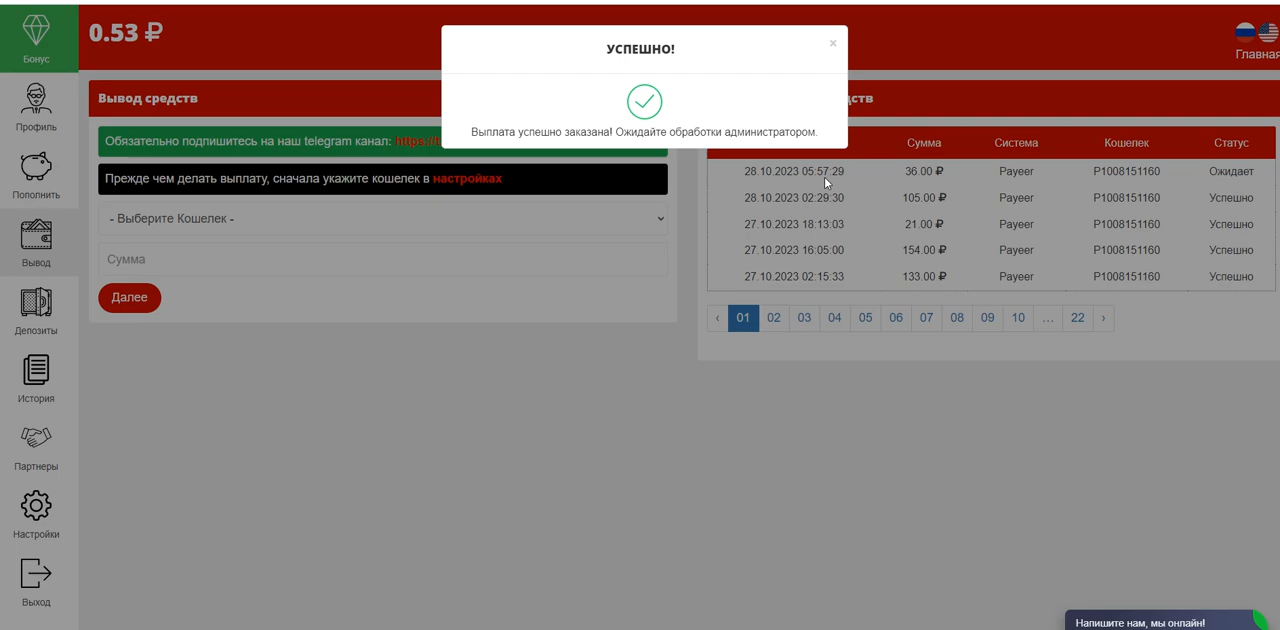 0.53 ₽
Бонус
Профиль
Пополнить
Вывод
Депозиты
История
Партнеры
Настройки
Выход
Главная
УСПЕШНО!
×
Выплата успешно заказана! Ожидайте обработки администратором.
Вывод средств
Обязательно подпишитесь на наш telegram канал:
Прежде чем делать выплату, сначала укажите кошелек в настройках
- Выберите Кошелек -
Сумма
Далее
Сумма Система Кошелек Статус
28.10.2023 05:57:29 36.00 ₽ Payeer P1008151160 Ожидает
28.10.2023 02:29:30 105.00 ₽ Payeer P1008151160 Успешно
27.10.2023 18:13:03 21.00 ₽ Payeer P1008151160 Успешно
27.10.2023 16:05:00 154.00 ₽ Payeer P1008151160 Успешно
27.10.2023 02:15:33 133.00 ₽ Payeer P1008151160 Успешно
‹ 01 02 03 04 05 06 07 08 09 10 ... 22 ›
Напишите нам, мы онлайн!